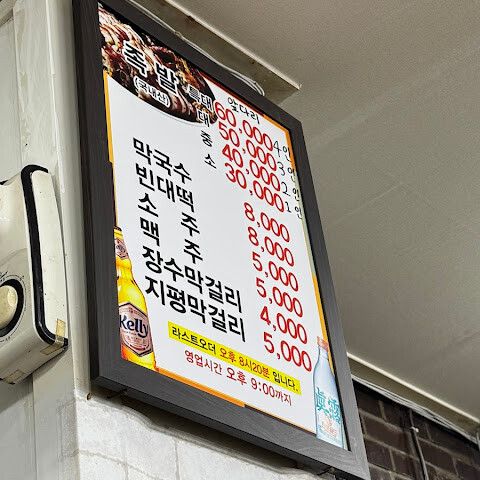 족발 특대 앞다리 60,000 4인
(국내산) 대 50,000 3인
중 40,000 2인
소 30,000 1인
막국수 8,000
빈대떡 8,000
소주 5,000
맥주 5,000
장수막걸리 4,000
지평막걸리 5,000
라스트오더 오후 8시20분 입니다.
영업시간 오후 9:00까지
Kelly